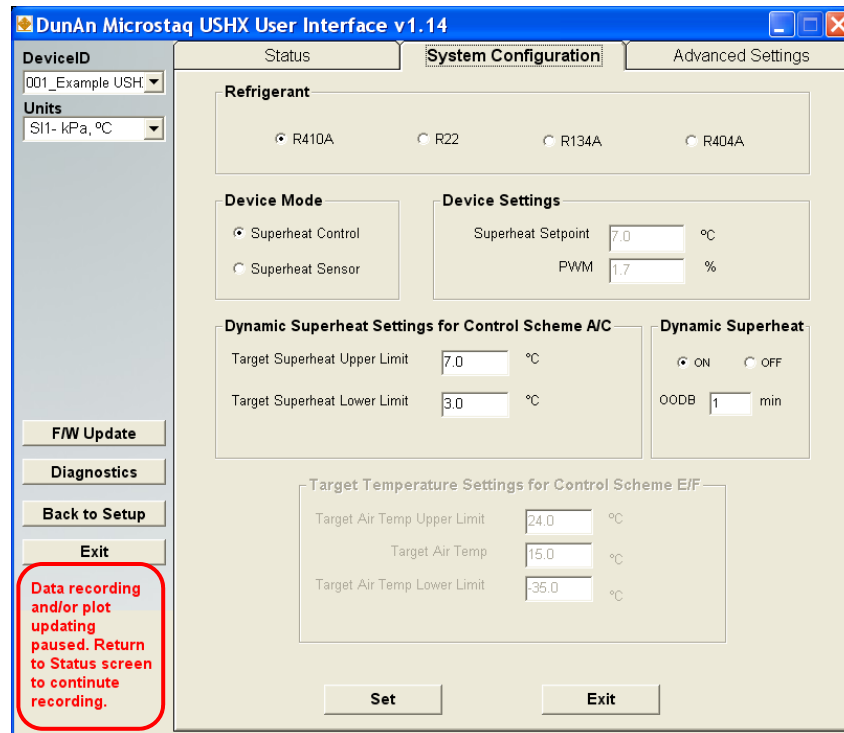 DunAn Microstaq USHX User Interface v1.14
DeviceID
001_Example USH
Units
SI1- kPa, ºC
Status
System Configuration
Advanced Settings
Refrigerant
R410A
R22
R134A
R404A
Device Mode
Superheat Control
Superheat Sensor
Device Settings
Superheat Setpoint 7.0 ºC
PWM 1.7 %
Dynamic Superheat Settings for Control Scheme A/C
Target Superheat Upper Limit 7.0 ºC
Target Superheat Lower Limit 3.0 ºC
Dynamic Superheat
ON OFF
OODB 1 min
Target Temperature Settings for Control Scheme E/F
Target Air Temp Upper Limit 24.0 ºC
Target Air Temp 15.0 ºC
Target Air Temp Lower Limit -35.0 ºC
F/W Update
Diagnostics
Back to Setup
Exit
Data recording
and/or plot
updating
paused. Return
to Status screen
to continute
recording.
Set
Exit